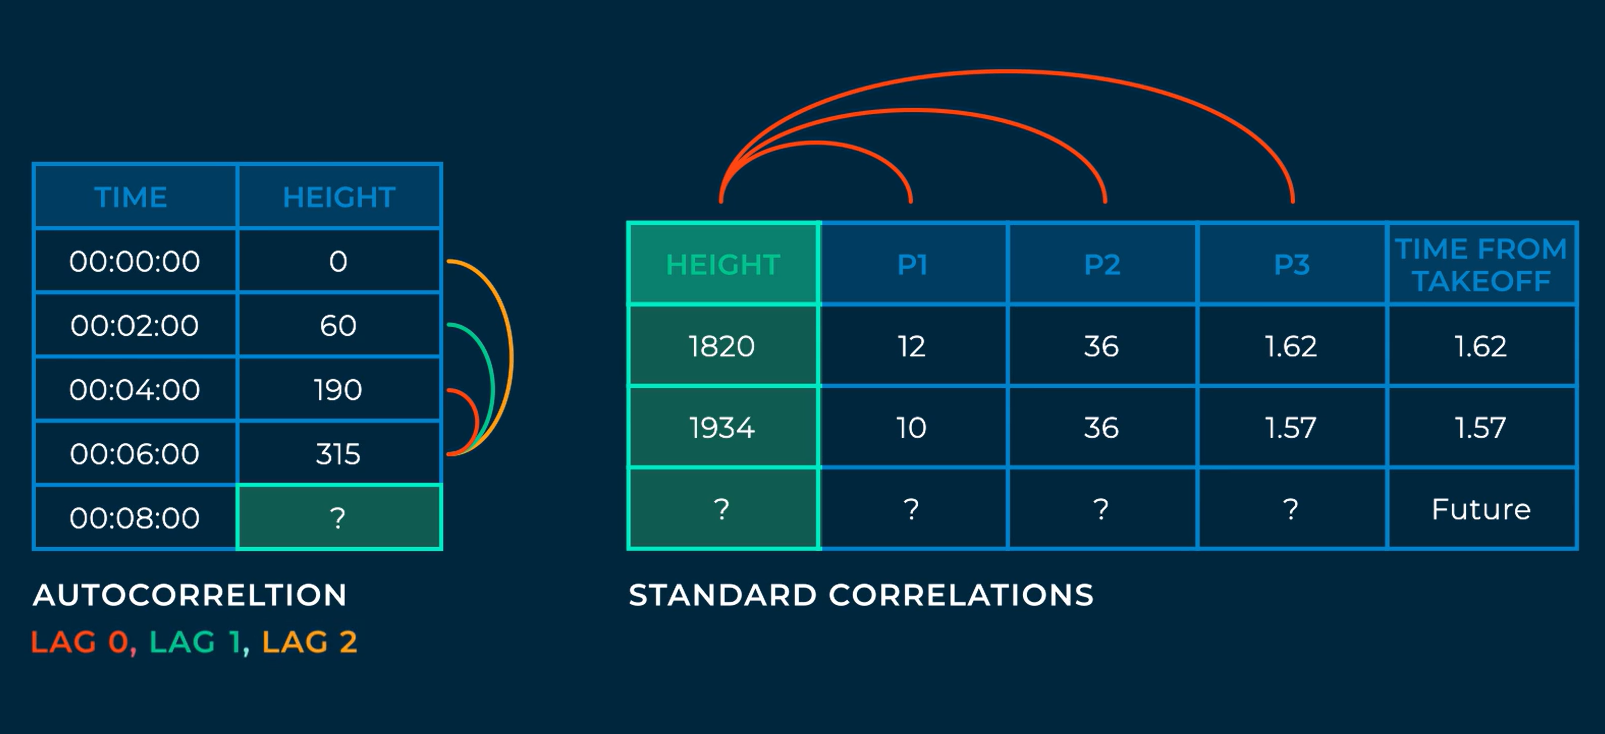 TIME HEIGHT
00:00:00 0
00:02:00 60
00:04:00 190
00:06:00 315
00:08:00 ?
AUTOCORRELTION
LAG 0, LAG 1, LAG 2
HEIGHT P1 P2 P3 TIME FROM
TAKEOFF
1820 12 36 1.62 1.62
1934 10 36 1.57 1.57
? ? ? ? Future
STANDARD CORRELATIONS